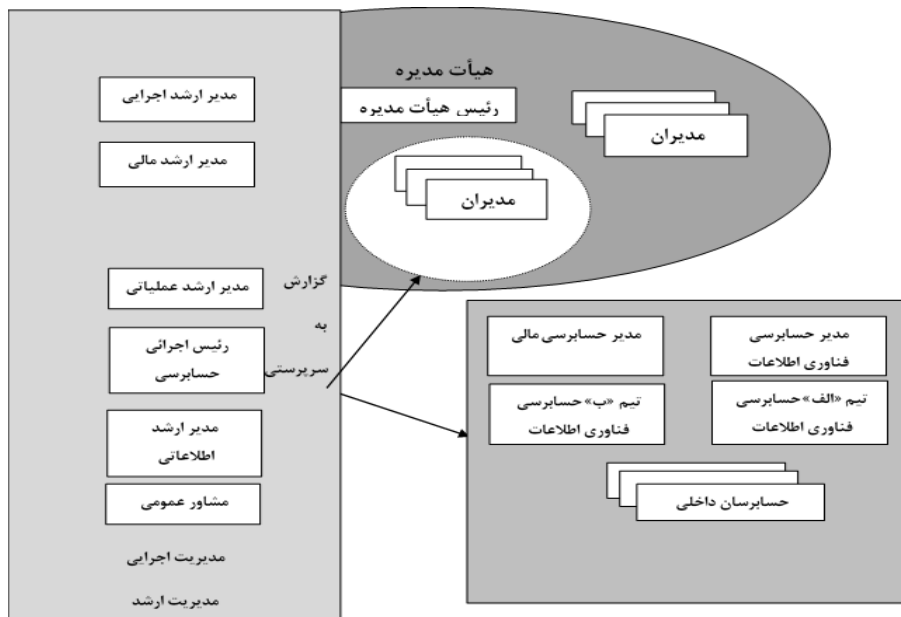 هیأت مدیره
رئیس هیأت مدیره
مدیران
مدیران
مدیر ارشد اجرایی
مدیر ارشد مالی
مدیر ارشد عملیاتی
رئیس اجرائی
حسابرسی
مدیر ارشد
اطلاعاتی
مشاور عمومی
مدیریت اجرایی
مدیریت ارشد
گزارش
به
سرپرستی
مدیر حسابرسی
فناوری اطلاعات
مدیر حسابرسی مالی
تیم «الف» حسابرسی
فناوری اطلاعات
تیم «ب» حسابرسی
فناوری اطلاعات
حسابرسان داخلی